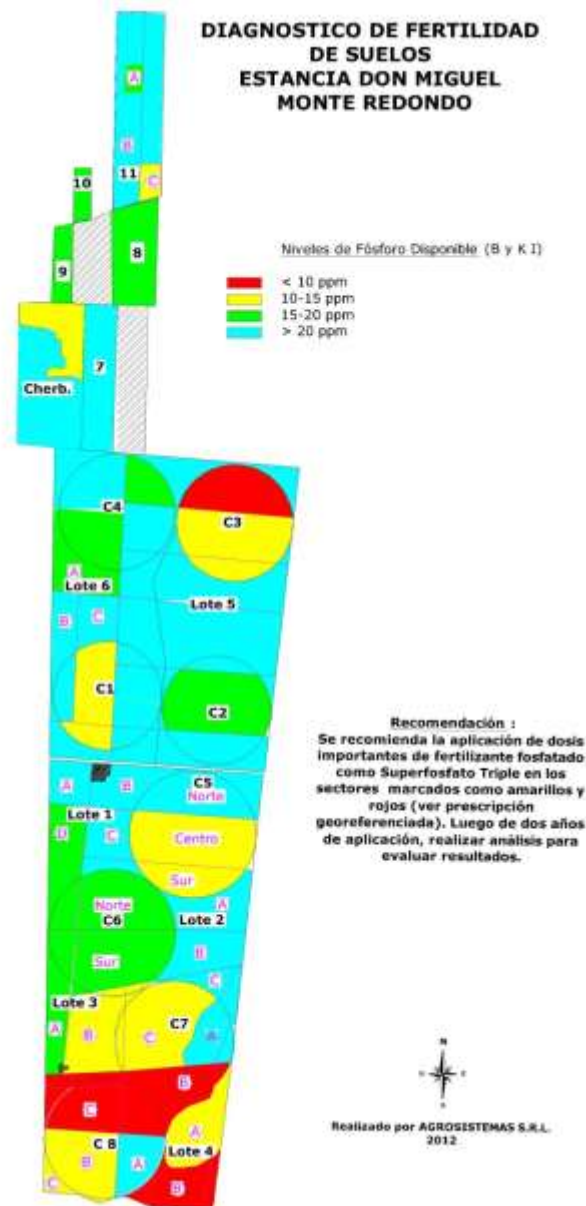 DIAGNOSTICO DE FERTILIDAD
DE SUELOS
ESTANCIA DON MIGUEL
MONTE REDONDO
A
B
11
C
10
8
9
Niveles de Fósforo Disponible (B y K I)
< 10 ppm
10-15 ppm
15-20 ppm
> 20 ppm
7
Cherb.
C4
C3
A
Lote 6
Lote 5
B
C
C1
C2
Recomendación :
Se recomienda la aplicación de dosis
importantes de fertilizante fosfatado
como Superfosfato Triple en los
sectores marcados como amarillos y
rojos (ver prescripción
georeferenciada). Luego de dos años
de aplicación, realizar análisis para
evaluar resultados.
A
B
C5
Norte
Lote 1
D
C
Centro
Sur
Norte
A
C6
Lote 2
Sur
B
C
Lote 3
C7
A
B
C
A
B
C
A
C 8
Lote 4
B
A
C
B
N
Realizado por AGROSISTEMAS S.R.L.
2012